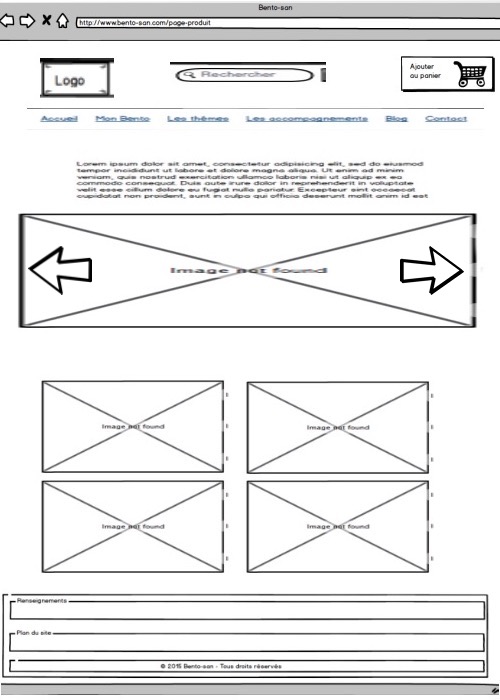 Bento-san
http://www.bento-san.com/page-produit
Logo
Rechercher
Ajouter
au panier
Accueil Mon Bento Les thèmes Les accompagnements Blog Contact
Lorem ipsum dolor sit amet, consectetur adipisicing elit, sed do eiusmod
tempor incididunt ut labore et dolore magna aliqua. Ut enim ad minim
veniam, quis nostrud exercitation ullamco laboris nisi ut aliquip ex ea
commodo consequat. Duis aute irure dolor in reprehenderit in voluptate
velit esse cillum dolore eu fugiat nulla pariatur. Excepteur sint occaecat
cupidatat non proident, sunt in culpa qui officia deserunt mollit anim id est
Image not found
Image not found
Image not found
Image not found
Image not found
Renseignements
Plan du site
© 2015 Bento-san - Tous droits réservés